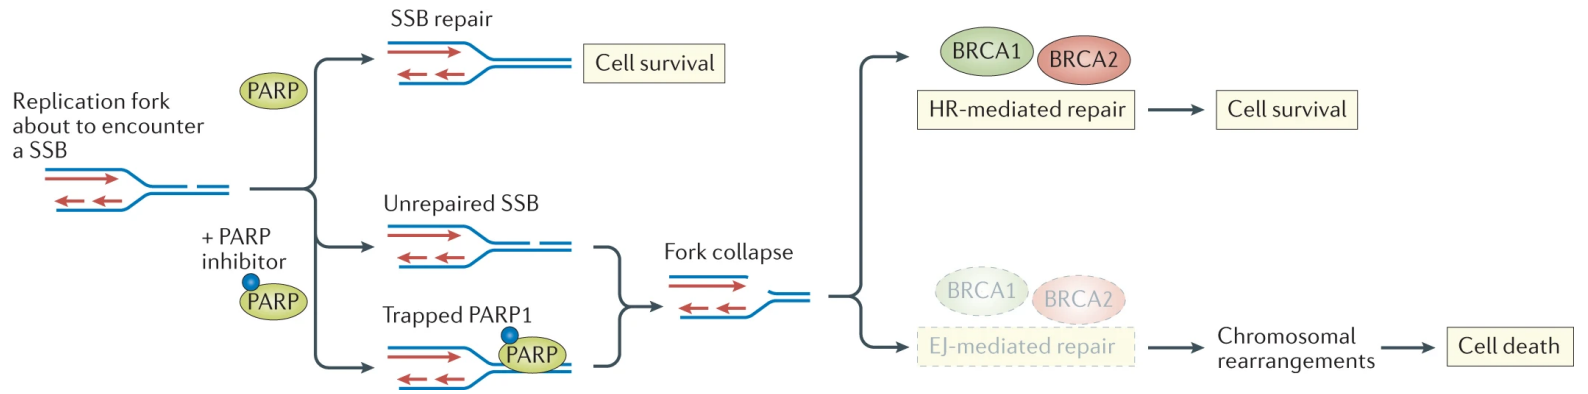 SSB repair
PARP
Cell survival
Replication fork
about to encounter
a SSB
+ PARP
inhibitor
PARP
Unrepaired SSB
Trapped PARP1
PARP
Fork collapse
BRCA1
BRCA2
HR-mediated repair
Cell survival
BRCA1
BRCA2
EJ-mediated repair
Chromosomal
rearrangements
Cell death